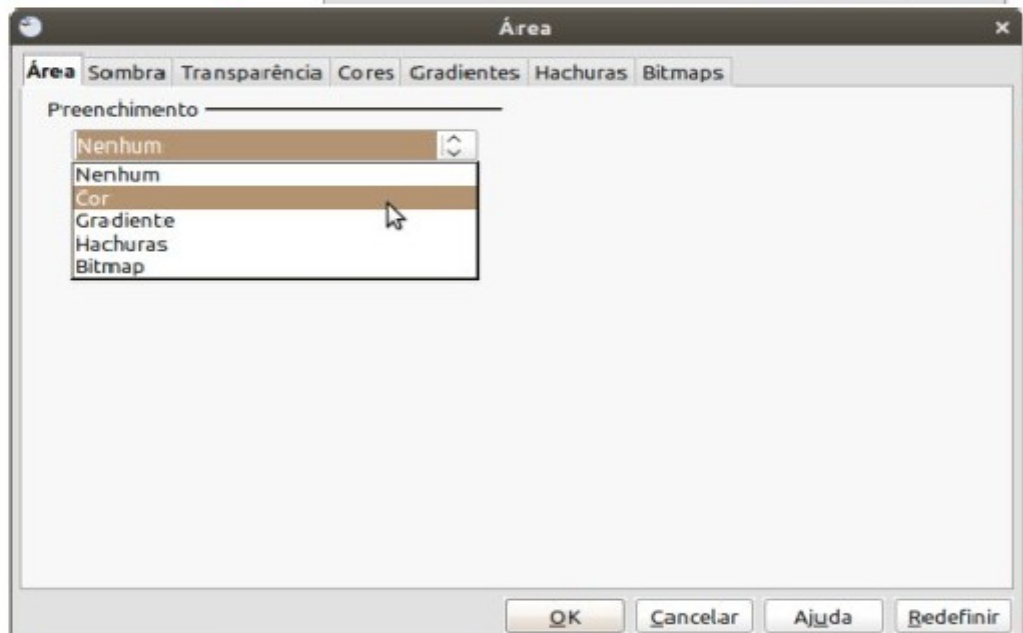 Área
Área Sombra Transparência Cores Gradientes Hachuras Bitmaps
Preenchimento
Nenhum
Nenhum
Cor
Gradiente
Hachuras
Bitmap
OK Cancelar Ajuda Redefinir